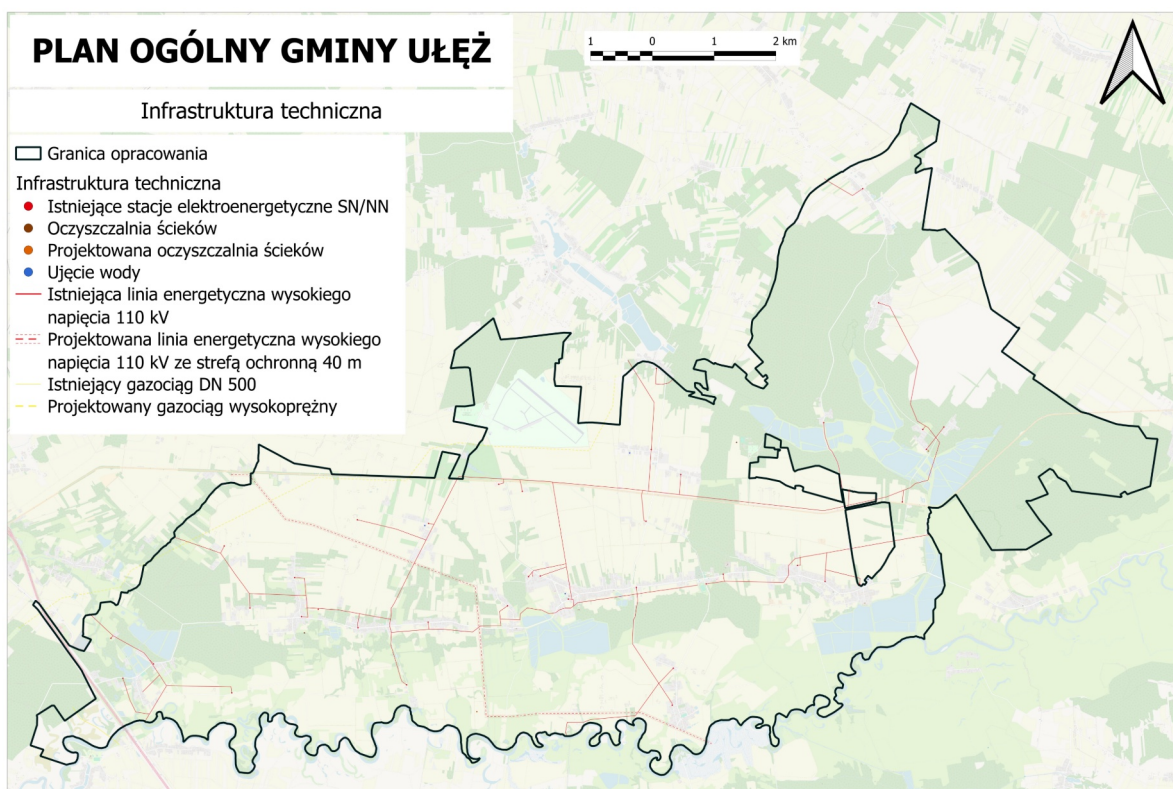 PLAN OGÓLNY GMINY UŁĘŻ
Infrastruktura techniczna
1 0 1 2 km
Granica opracowania
Infrastruktura techniczna
Istniejące stacje elektroenergetyczne SN/NN
Oczyszczalnia ścieków
Projektowana oczyszczalnia ścieków
Ujęcie wody
Istniejąca linia energetyczna wysokiego
napięcia 110 kV
Projektowana linia energetyczna wysokiego
napięcia 110 kV ze strefą ochronną 40 m
Istniejący gazociąg DN 500
Projektowany gazociąg wysokoprężny